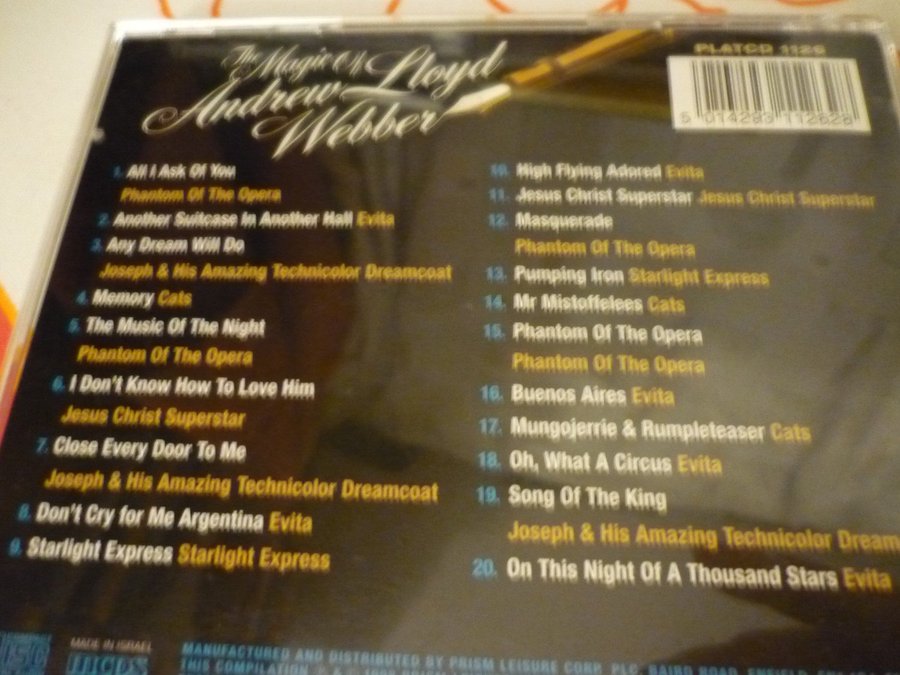 The Magic Of
Andrew Lloyd
Webber
PLATCD 1126
5 014293 112628
1. All I Ask Of You
Phantom Of The Opera
2. Another Suitcase In Another Hall Evita
3. Any Dream Will Do
Joseph & His Amazing Technicolor Dreamcoat
4. Memory Cats
5. The Music Of The Night
Phantom Of The Opera
6. I Don't Know How To Love Him
Jesus Christ Superstar
7. Close Every Door To Me
Joseph & His Amazing Technicolor Dreamcoat
8. Don't Cry for Me Argentina Evita
9. Starlight Express Starlight Express
10. High Flying Adored Evita
11. Jesus Christ Superstar Jesus Christ Superstar
12. Masquerade
Phantom Of The Opera
13. Pumping Iron Starlight Express
14. Mr Mistoffelees Cats
15. Phantom Of The Opera
Phantom Of The Opera
16. Buenos Aires Evita
17. Mungojerrie & Rumpleteaser Cats
18. Oh, What A Circus Evita
19. Song Of The King
Joseph & His Amazing Technicolor Dream
20. On This Night Of A Thousand Stars Evita
MADE IN ISRAEL
MANUFACTURED AND DISTRIBUTED BY PRISM LEISURE CORP. PLC, BAIRD ROAD, ENFIELD,
THIS COMPILATION